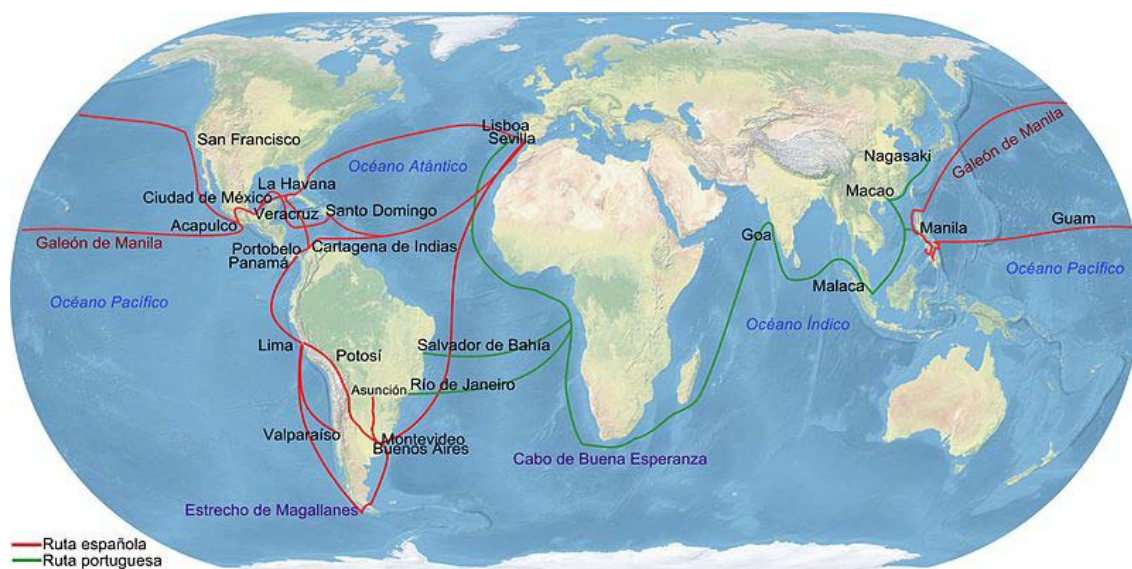 Lisboa
Sevilla
San Francisco
Océano Atántico
Nagasaki
Galeón de Manila
Macao
La Havana
Ciudad de México
Veracruz
Santo Domingo
Acapulco
Guam
Manila
Goa
Galeón de Manila
Portobelo
Cartagena de Indias
Panamá
Océano Pacífico
Malaca
Océano Pacífico
Océano Índico
Lima
Salvador de Bahía
Potosí
Asunción
Río de Janeiro
Valparaíso
Montevideo
Buenos Aires
Cabo de Buena Esperanza
Estrecho de Magallanes
Ruta española
Ruta portuguesa